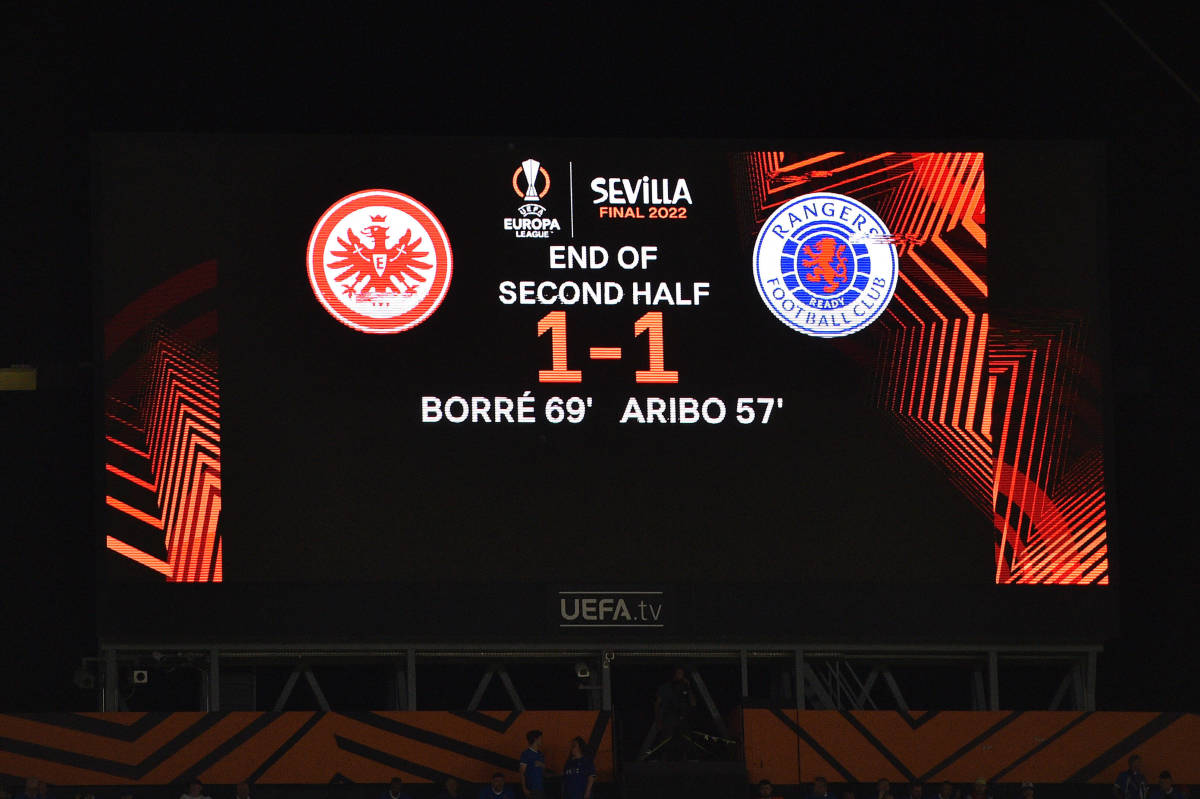 UEFA
EUROPA
LEAGUE
SEVILLA
FINAL 2022
END OF
SECOND HALF
1-1
BORRÉ 69' ARIBO 57'
E
RANGERS
FOOTBALL CLUB
READY
UEFA.tv